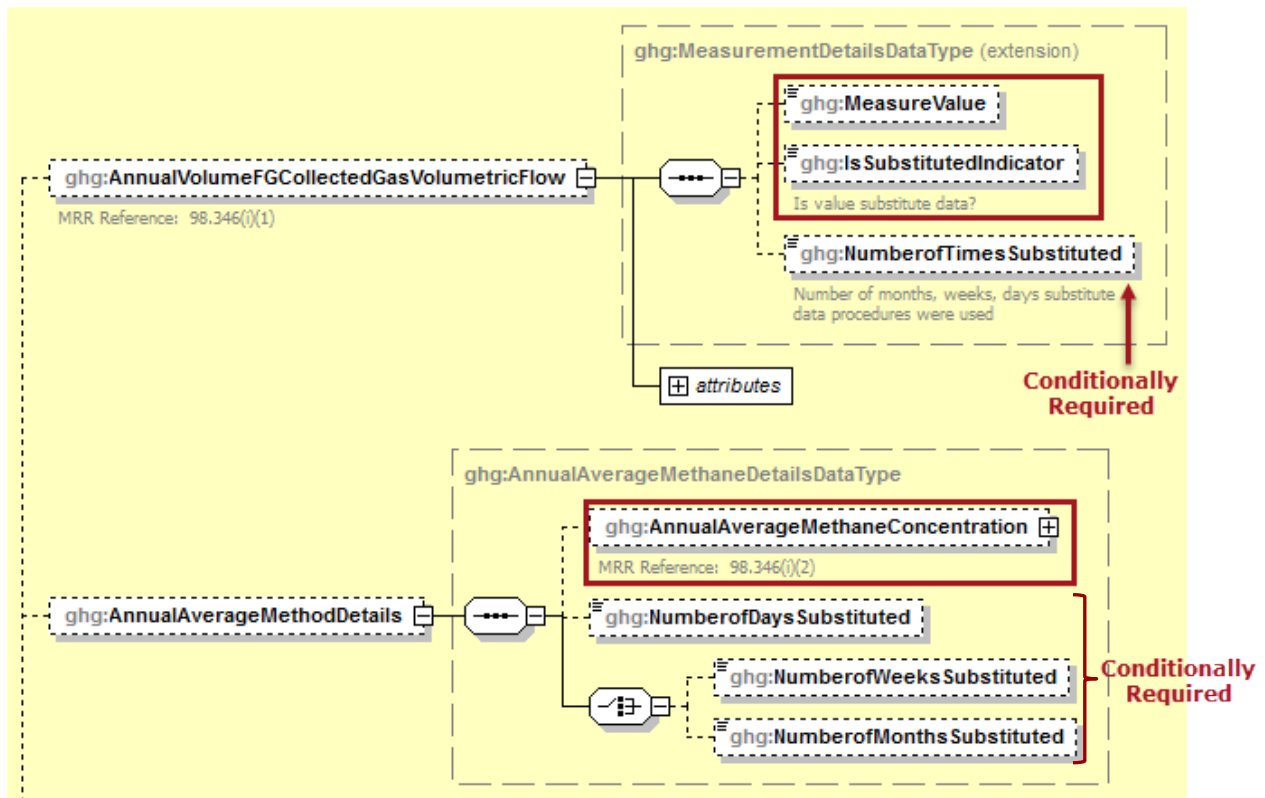 ghg:MeasurementDetailsDataType (extension)
ghg:MeasureValue
ghg:IsSubstitutedIndicator
Is value substitute data?
ghg:AnnualVolumeFGCollectedGasVolumetricFlow
MRR Reference: 98.346(i)(1)
ghg:NumberofTimesSubstituted
Number of months, weeks, days substitute
data procedures were used
attributes
Conditionally
Required
ghg:AnnualAverageMethaneDetailsDataType
ghg:AnnualAverageMethaneConcentration
MRR Reference: 98.346(i)(2)
ghg:AnnualAverageMethodDetails
ghg:NumberofDaysSubstituted
ghg:NumberofWeeksSubstituted
ghg:NumberofMonthsSubstituted
Conditionally
Required